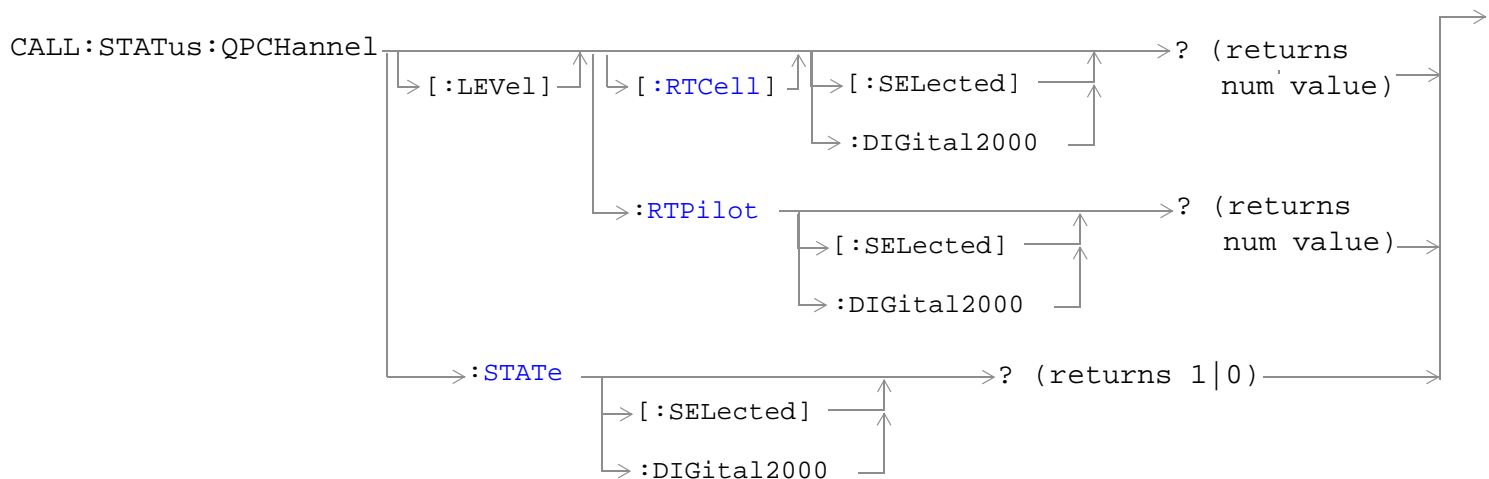 CALL:STATus:QPCHannel ? (returns
[:LEVel] [:RTCell] [:SELected] num value)
:DIGital2000
:RTPilot ? (returns
[:SELected] num value)
:DIGital2000
:STATe ? (returns 1|0)
[:SELected]
:DIGital2000